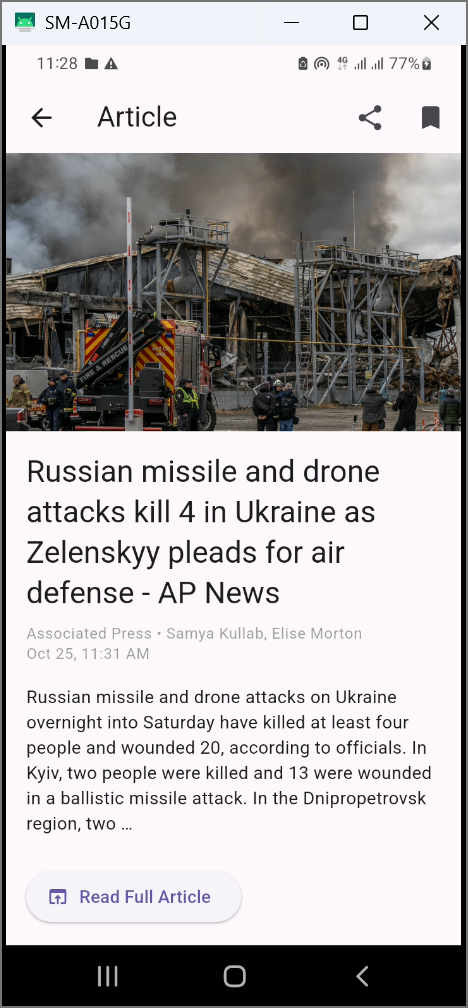 SM-A015G
11:28
4G
77%
Article
FIRE & RESCUE
Russian missile and drone
attacks kill 4 in Ukraine as
Zelenskyy pleads for air
defense - AP News
Associated Press • Samya Kullab, Elise Morton
Oct 25, 11:31 AM
Russian missile and drone attacks on Ukraine
overnight into Saturday have killed at least four
people and wounded 20, according to officials. In
Kyiv, two people were killed and 13 were wounded
in a ballistic missile attack. In the Dnipropetrovsk
region, two …
Read Full Article